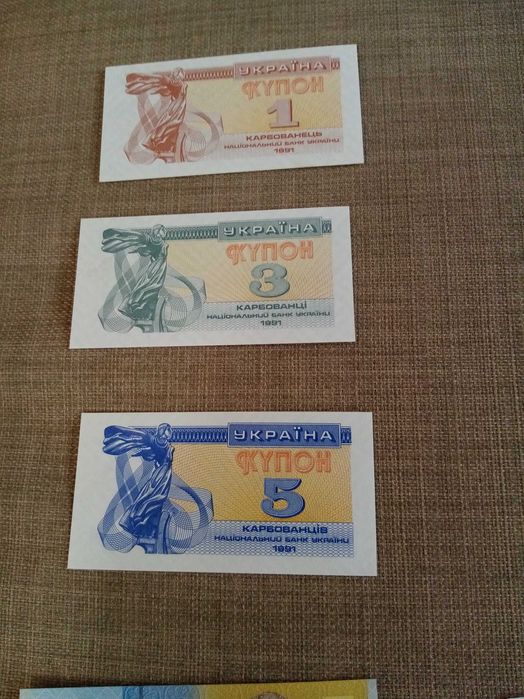 УКРАЇНА
КУПОН
1
КАРБОВАНЕЦЬ
НАЦІОНАЛЬНИЙ БАНК УКРАЇНИ
1991
УКРАЇНА
КУПОН
3
КАРБОВАНЦІ
НАЦІОНАЛЬНИЙ БАНК УКРАЇНИ
1991
УКРАЇНА
КУПОН
5
КАРБОВАНЦІВ
НАЦІОНАЛЬНИЙ БАНК УКРАЇНИ
1991